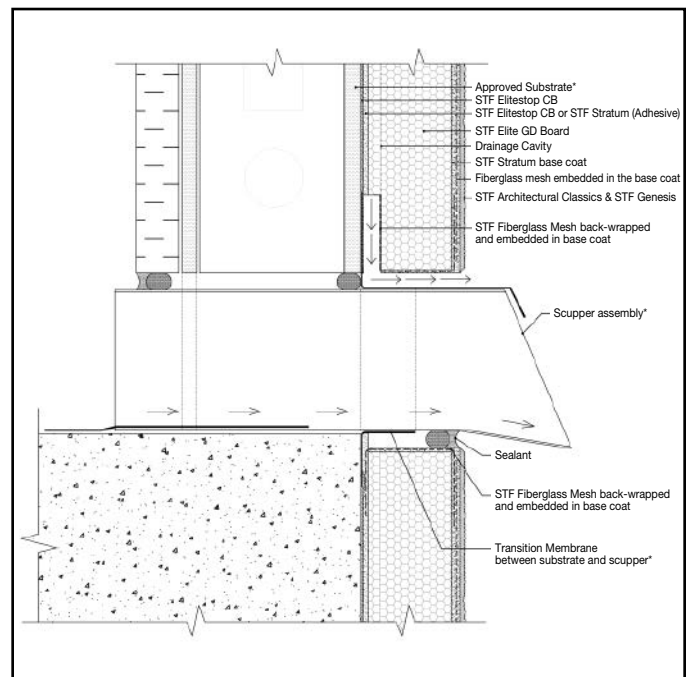 Approved Substrate*
STF Elitestop CB
STF Elitestop CB or STF Stratum (Adhesive)
STF Elite GD Board
Drainage Cavity
STF Stratum base coat
Fiberglass mesh embedded in the base coat
STF Architectural Classics & STF Genesis
STF Fiberglass Mesh back-wrapped
and embedded in base coat
Scupper assembly*
Sealant
STF Fiberglass Mesh back-wrapped
and embedded in base coat
Transition Membrane
between substrate and scupper*